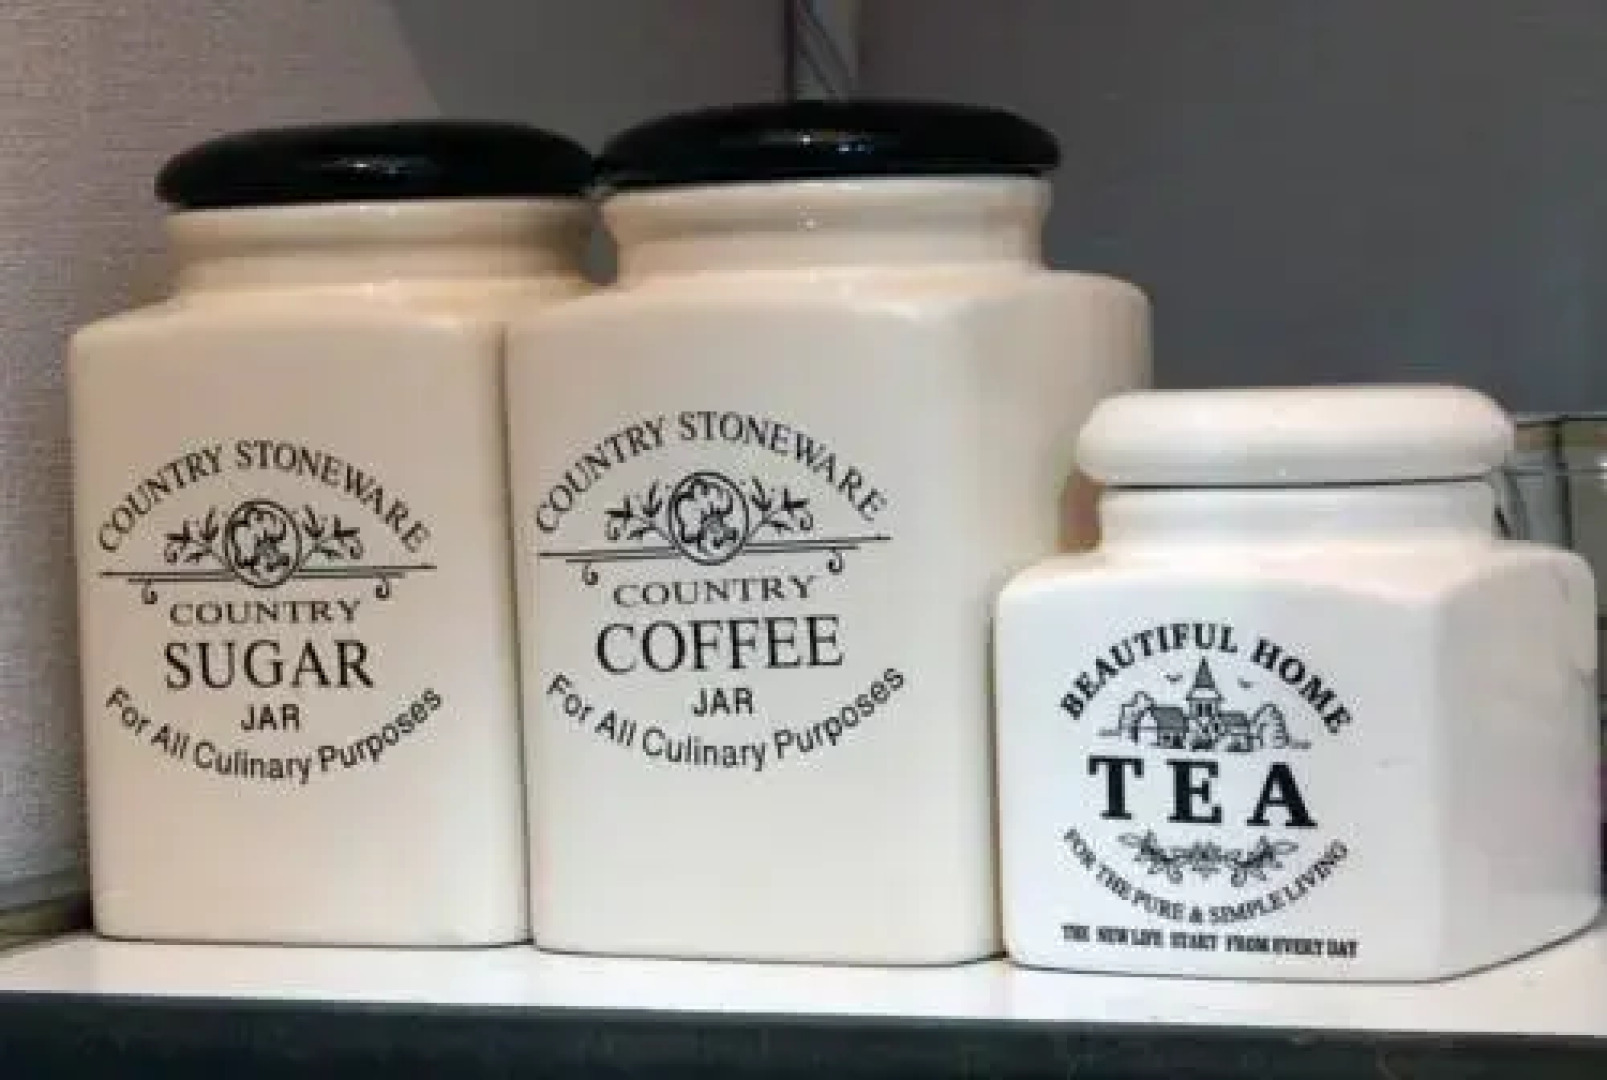 COUNTRY STONEWARE
COUNTRY
SUGAR
JAR
For All Culinary Purposes
COUNTRY STONEWARE
COUNTRY
COFFEE
JAR
For All Culinary Purposes
BEAUTIFUL HOME
TEA
FOR THE PURE & SIMPLE LIVING
THE NEW LIFE START FROM EVERY DAY